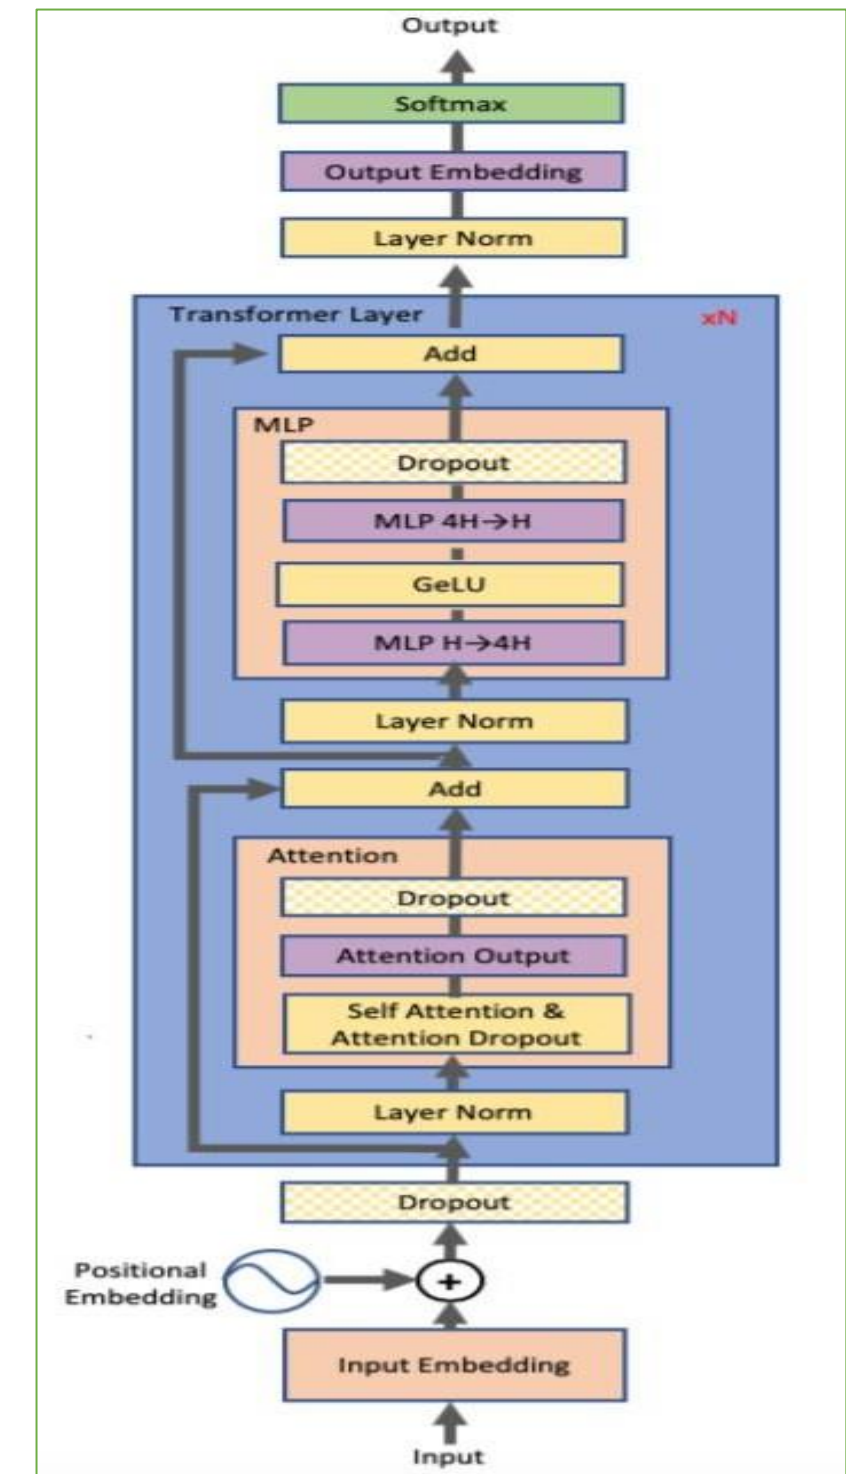 Output
Softmax
Output Embedding
Layer Norm
Transformer Layer
xN
Add
MLP
Dropout
MLP 4H→H
GeLU
MLP H→4H
Layer Norm
Add
Attention
Dropout
Attention Output
Self Attention &
Attention Dropout
Layer Norm
Dropout
Positional
Embedding
+
Input Embedding
Input